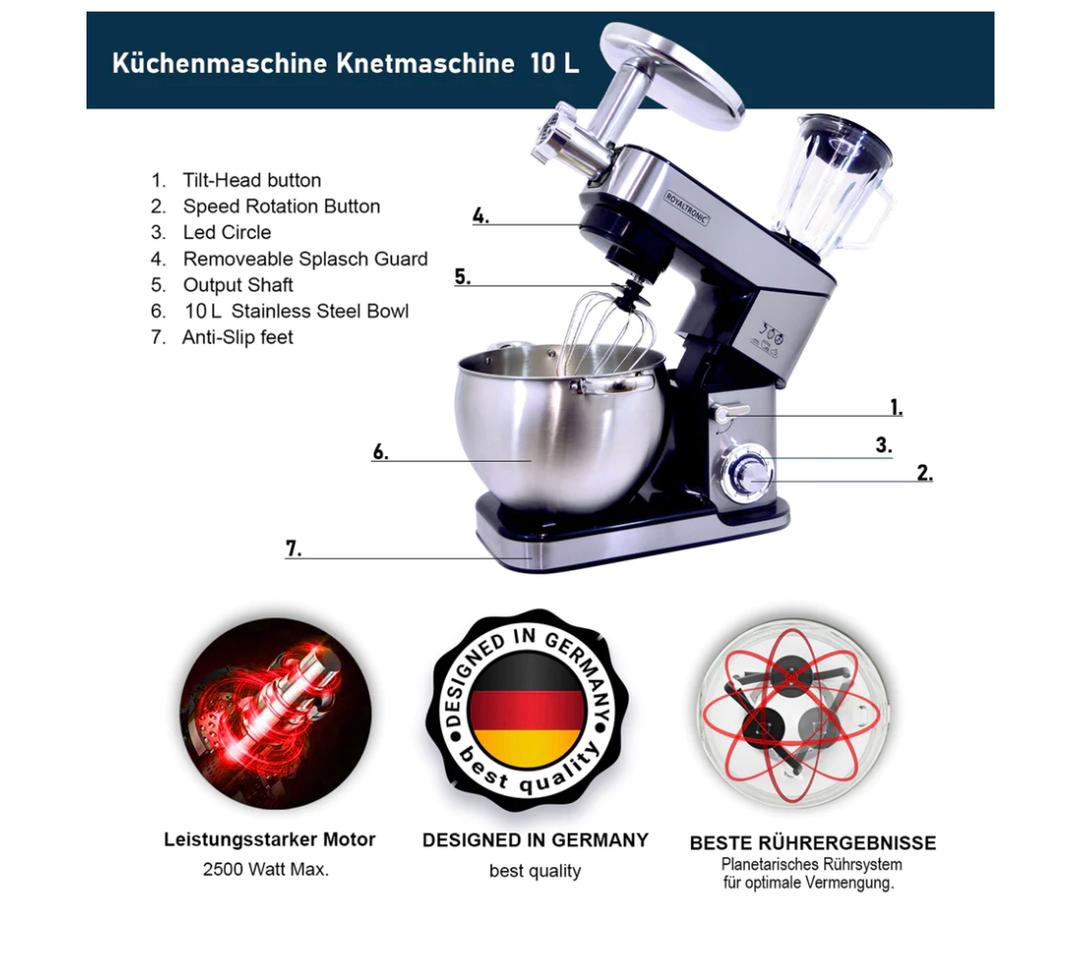 Küchenmaschine Knetmaschine 10 L
1. Tilt-Head button
2. Speed Rotation Button
3. Led Circle
4. Removeable Splasch Guard
5. Output Shaft
6. 10 L Stainless Steel Bowl
7. Anti-Slip feet
ROYALTRONIC
4.
5.
1.
3.
6.
2.
7.
DESIGNED IN GERMANY
best quality
Leistungsstarker Motor
2500 Watt Max.
DESIGNED IN GERMANY
best quality
BESTE RÜHRERGEBNISSE
Planetarisches Rührsystem
für optimale Vermengung.